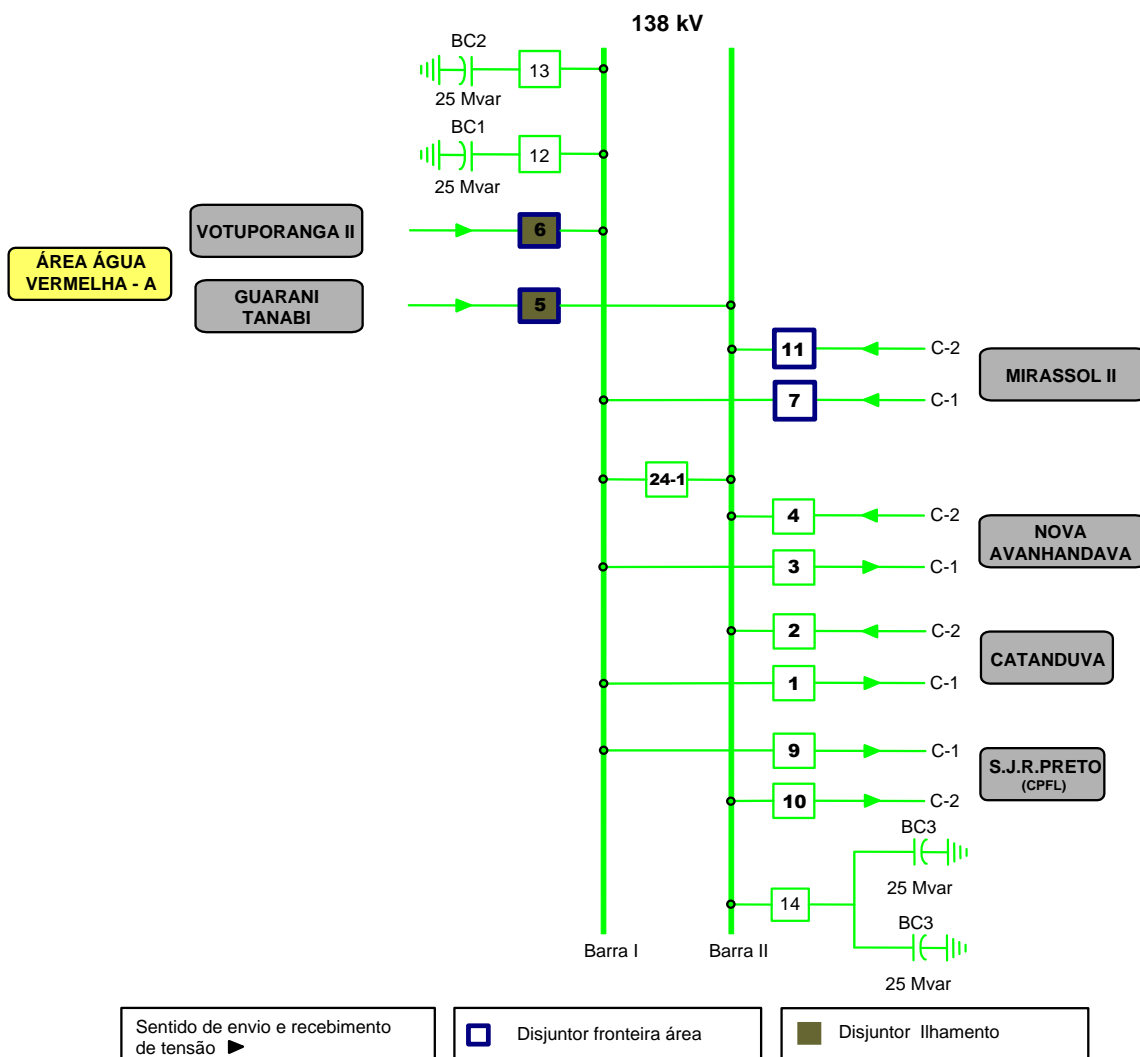 138 kV
BC2
13
25 Mvar
BC1
12
25 Mvar
VOTUPORANGA II
6
ÁREA ÁGUA
VERMELHA - A
GUARANI
TANABI
5
11
C-2
MIRASSOL II
7
C-1
24-1
4
C-2
NOVA
AVANHANDAVA
3
C-1
2
C-2
CATANDUVA
1
C-1
9
C-1
S.J.R.PRETO
(CPFL)
10
C-2
BC3
25 Mvar
14
BC3
25 Mvar
Barra I
Barra II
Sentido de envio e recebimento
de tensão
Disjuntor fronteira área
Disjuntor Ilhamento